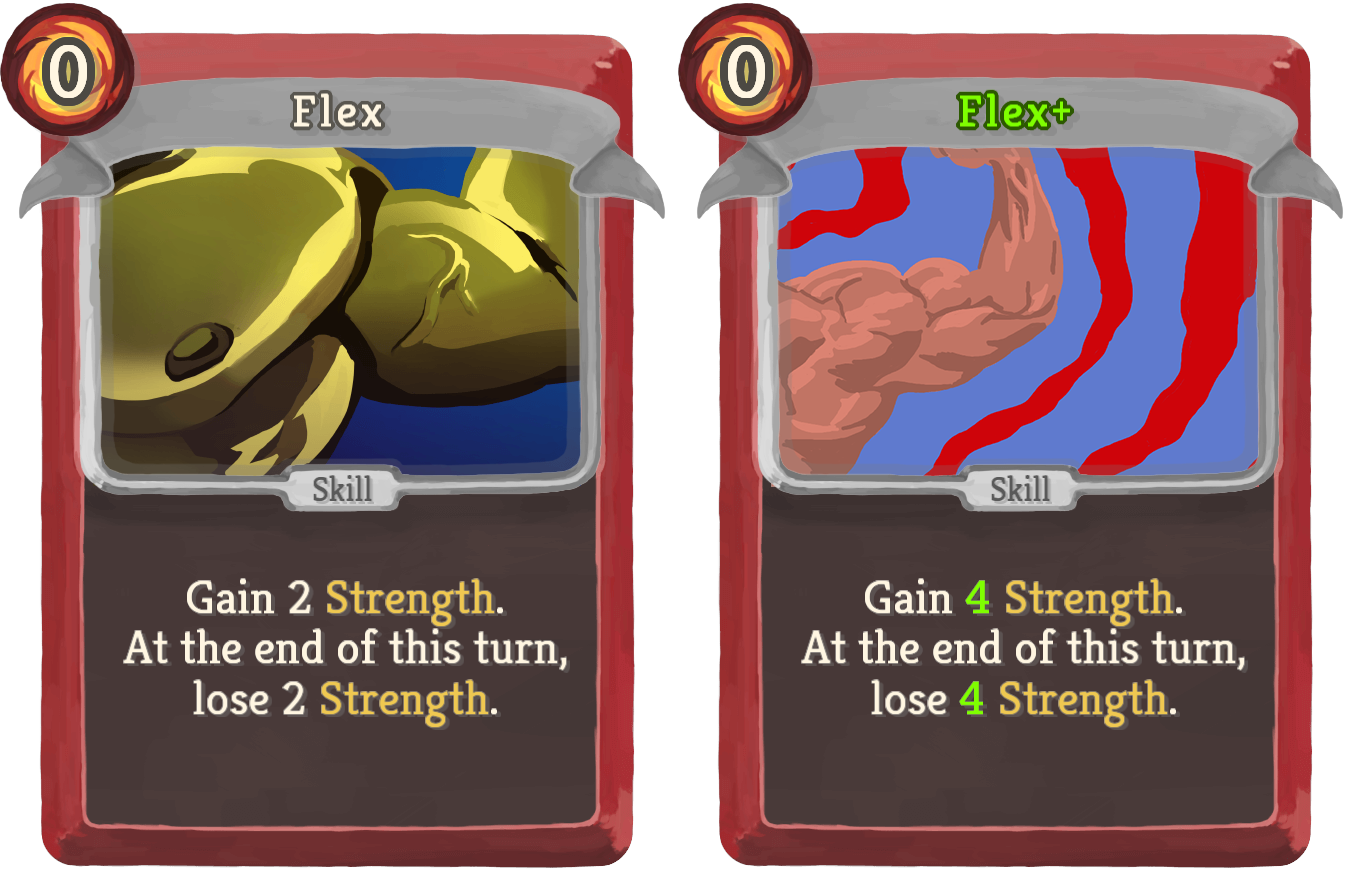 0
Flex
Skill
Gain 2 Strength.
At the end of this turn,
lose 2 Strength.
0
Flex+
Skill
Gain 4 Strength.
At the end of this turn,
lose 4 Strength.